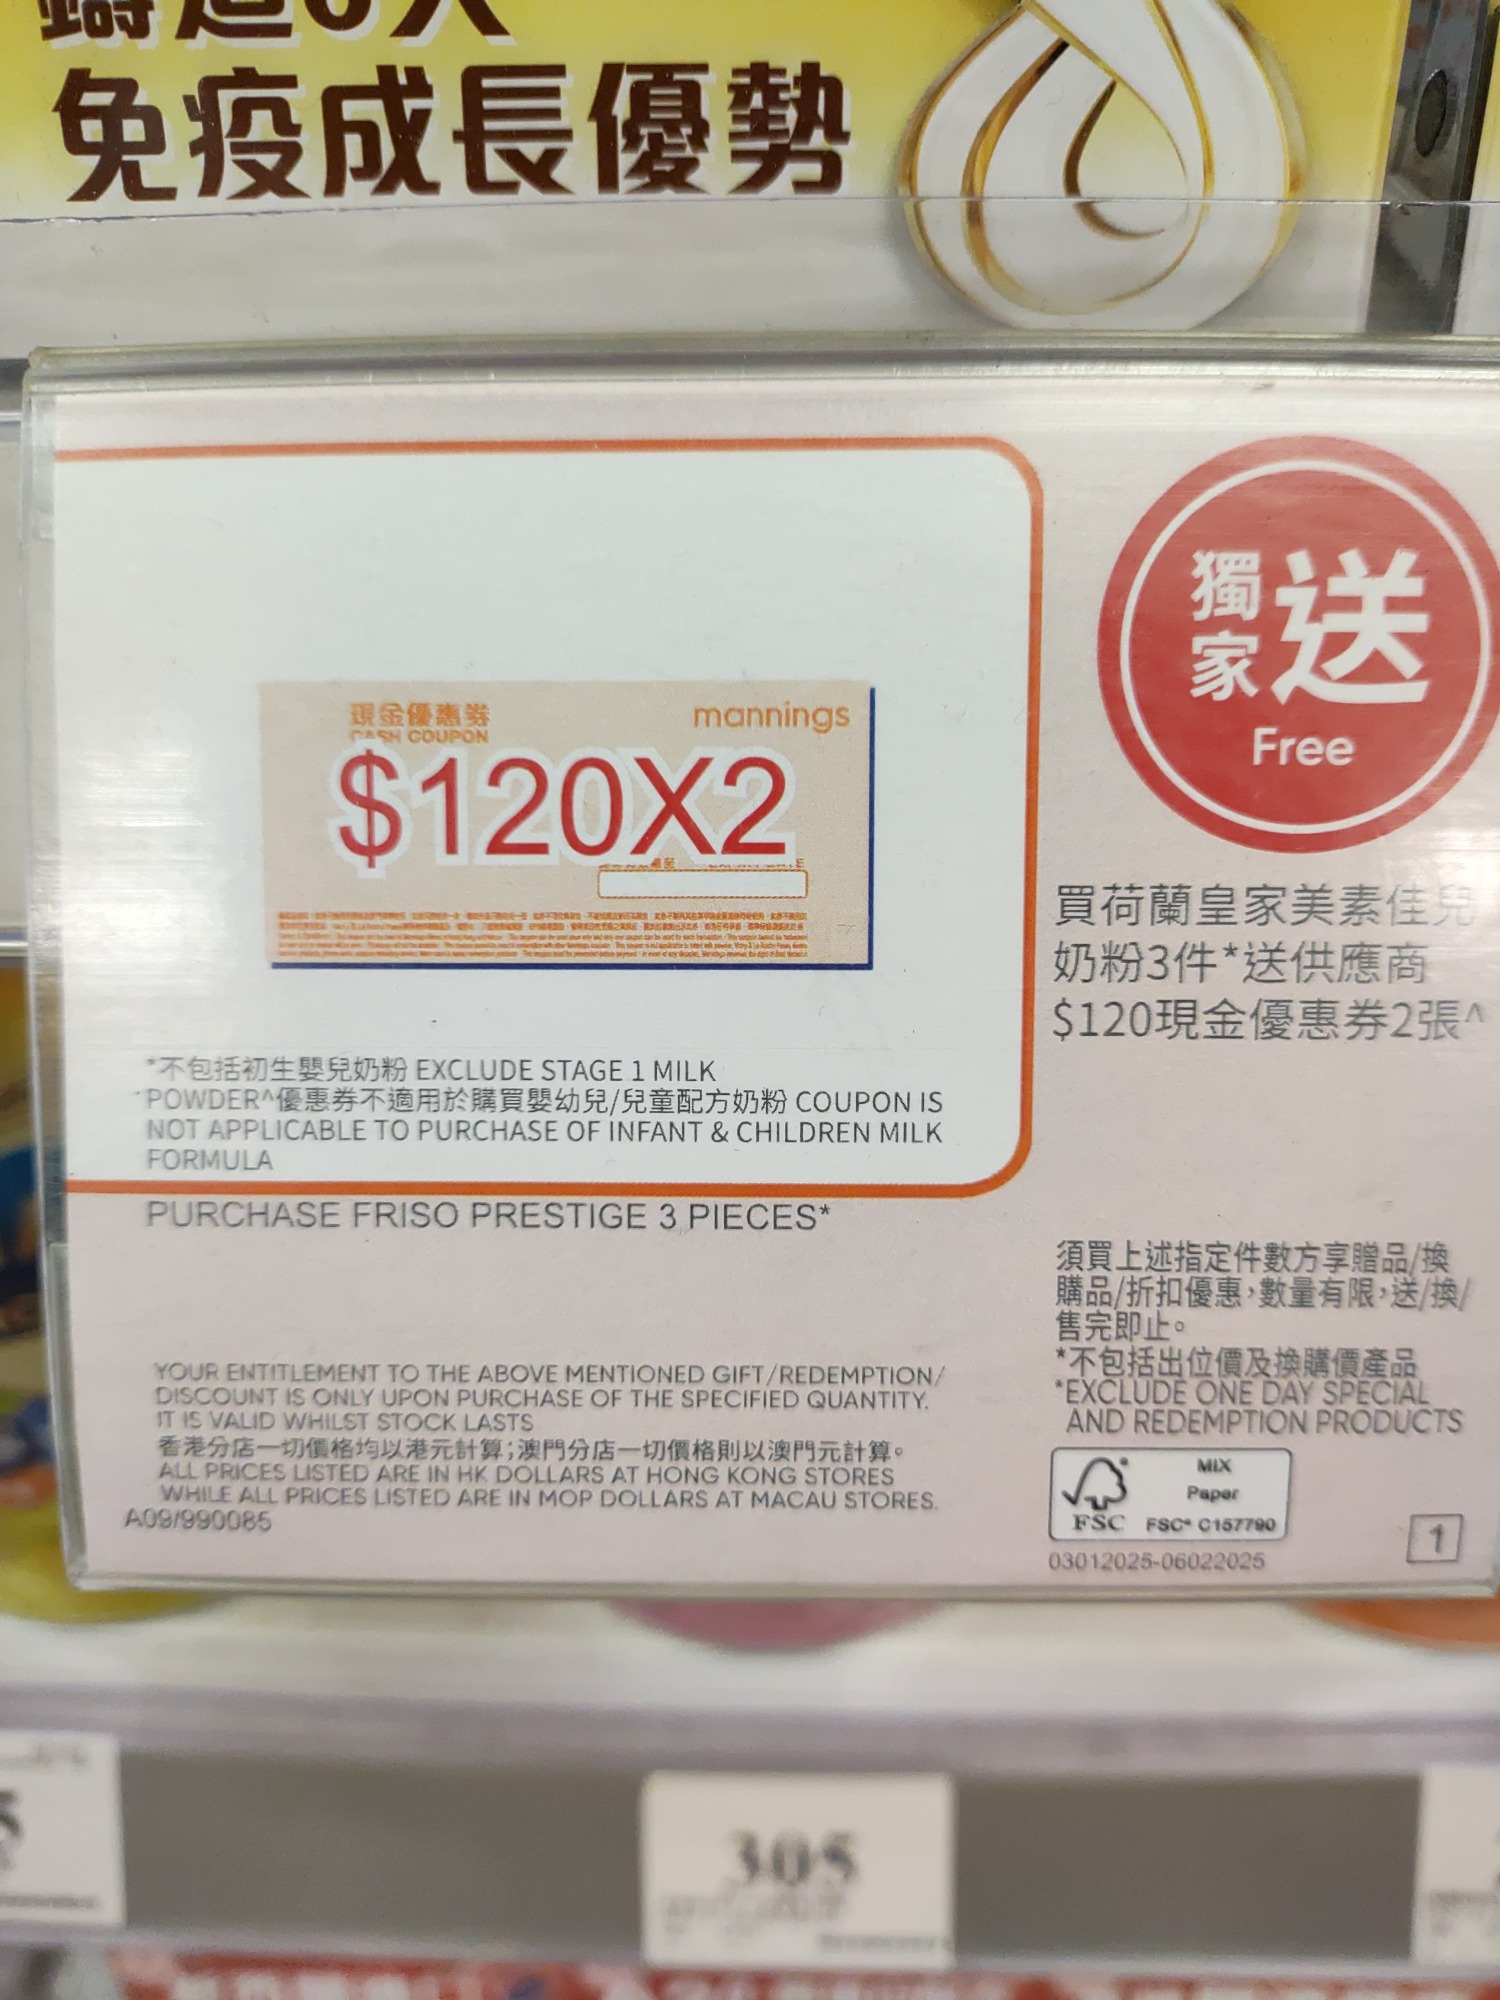 免疫成長優勢
現金優惠券
CASH COUPON
mannings
$120X2
獨家送
Free
買荷蘭皇家美素佳兒
奶粉3件*送供應商
$120現金優惠券2張^
*不包括初生嬰兒奶粉 EXCLUDE STAGE 1 MILK
POWDER^優惠券不適用於購買嬰幼兒/兒童配方奶粉 COUPON IS
NOT APPLICABLE TO PURCHASE OF INFANT & CHILDREN MILK
FORMULA
PURCHASE FRISO PRESTIGE 3 PIECES*
須買上述指定件數方享贈品/換
購品/折扣優惠,數量有限,送/換/
售完即止。
*不包括出位價及換購價產品
*EXCLUDE ONE DAY SPECIAL
AND REDEMPTION PRODUCTS
YOUR ENTITLEMENT TO THE ABOVE MENTIONED GIFT/REDEMPTION/
DISCOUNT IS ONLY UPON PURCHASE OF THE SPECIFIED QUANTITY.
IT IS VALID WHILST STOCK LASTS
香港分店一切價格均以港元計算;澳門分店一切價格則以澳門元計算。
ALL PRICES LISTED ARE IN HK DOLLARS AT HONG KONG STORES
WHILE ALL PRICES LISTED ARE IN MOP DOLLARS AT MACAU STORES.
A09/990085
MIX
Paper
FSC FSC® C157790
03012025-06022025
1
305